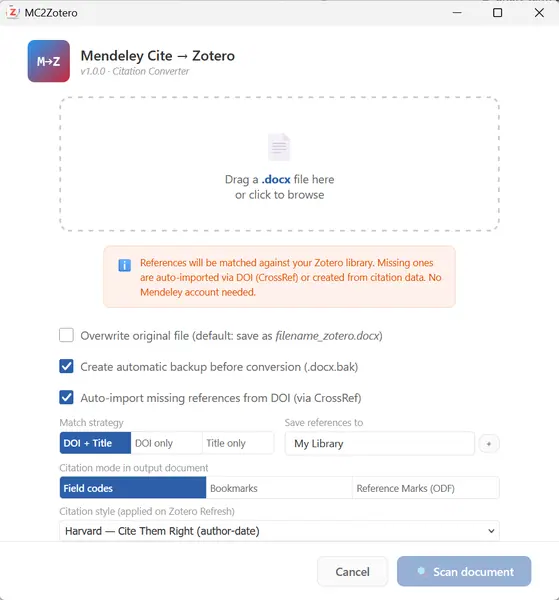 MC2Zotero
M→Z
Mendeley Cite → Zotero
v1.0.0 · Citation Converter
Drag a .docx file here
or click to browse
References will be matched against your Zotero library. Missing ones
are auto-imported via DOI (CrossRef) or created from citation data. No
Mendeley account needed.
Overwrite original file (default: save as filename_zotero.docx)
Create automatic backup before conversion (.docx.bak)
Auto-import missing references from DOI (via CrossRef)
Match strategy
Save references to
DOI + Title
DOI only
Title only
My Library
+
Citation mode in output document
Field codes
Bookmarks
Reference Marks (ODF)
Citation style (applied on Zotero Refresh)
Harvard — Cite Them Right (author-date)
Cancel
Scan document